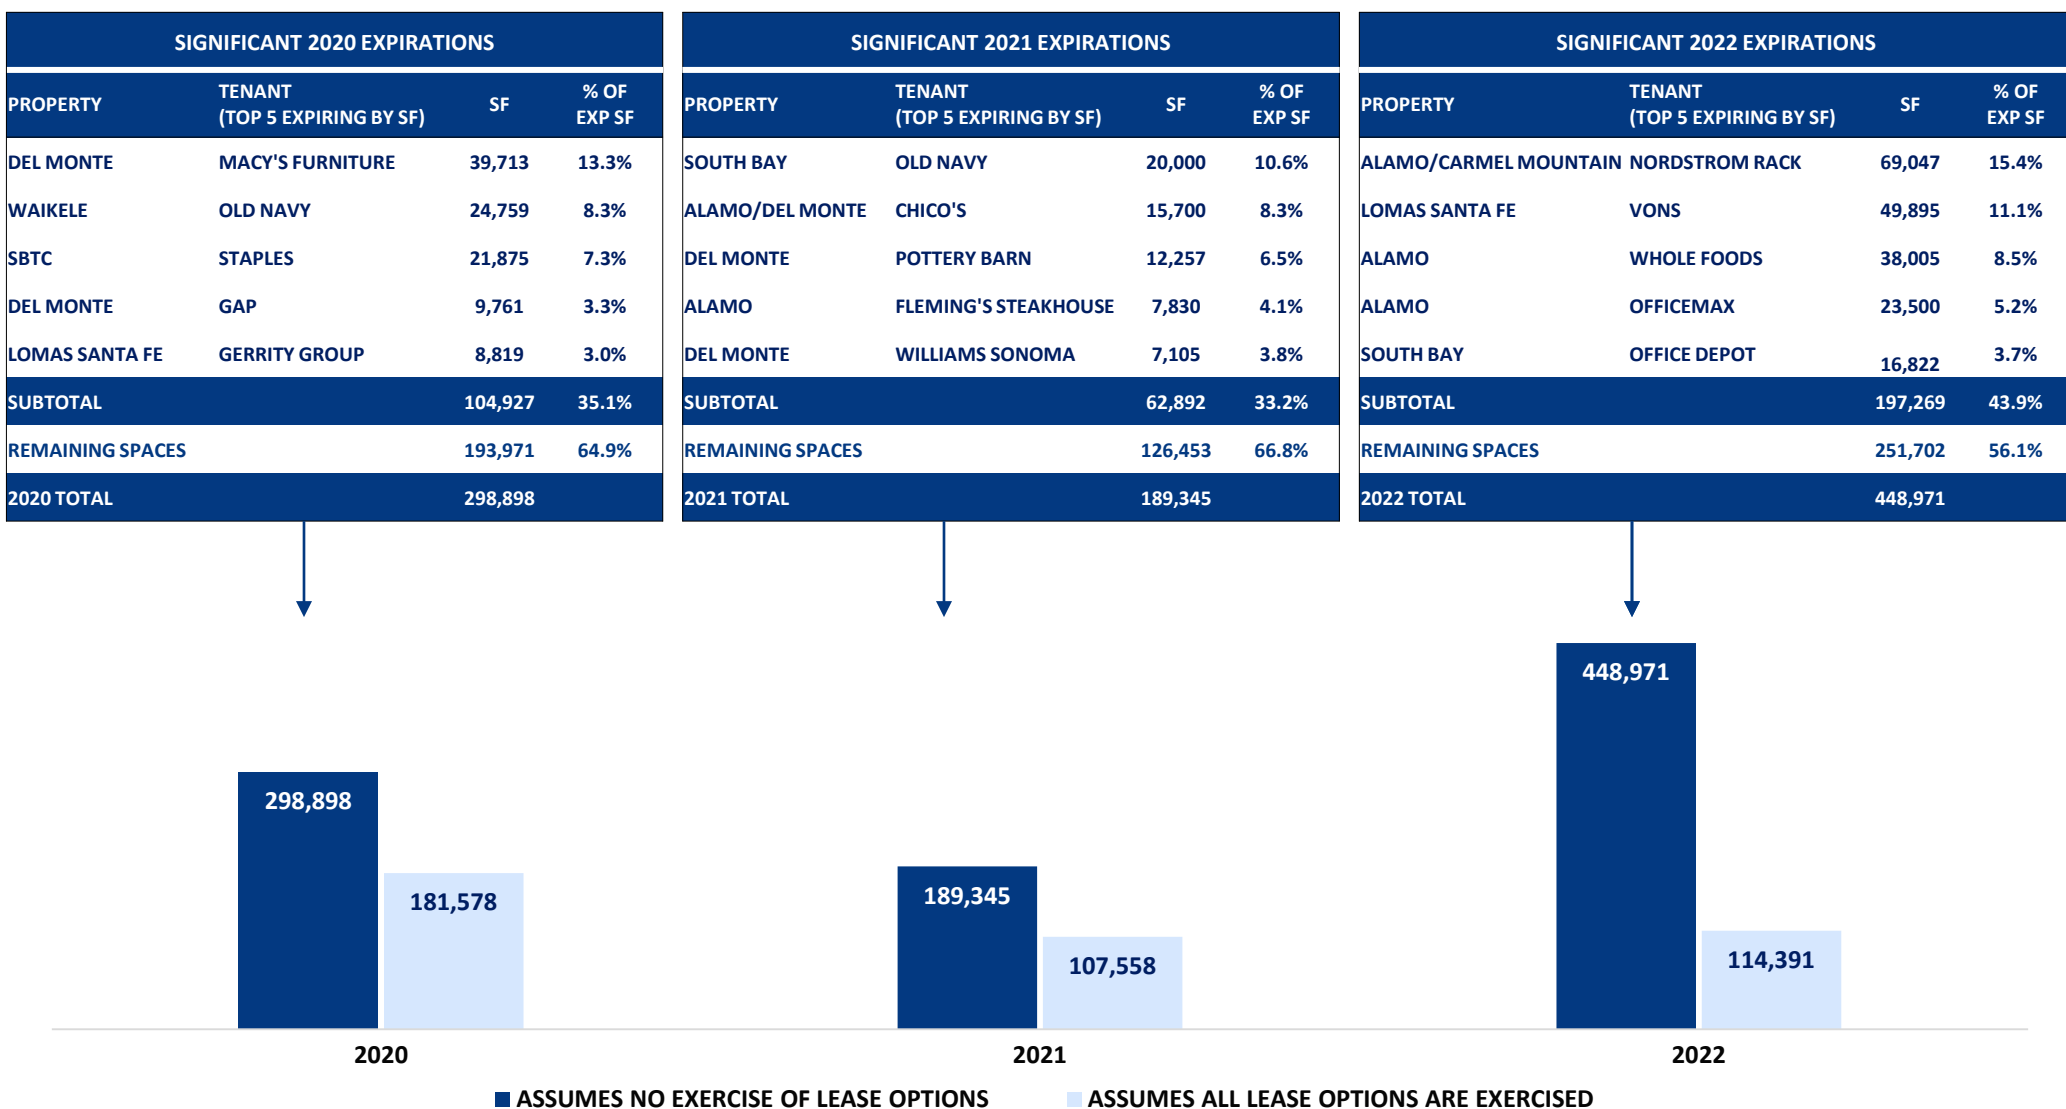 SIGNIFICANT 2020 EXPIRATIONS
PROPERTY TENANT (TOP 5 EXPIRING BY SF) SF % OF EXP SF
DEL MONTE MACY'S FURNITURE 39,713 13.3%
WAIKELE OLD NAVY 24,759 8.3%
SBTC STAPLES 21,875 7.3%
DEL MONTE GAP 9,761 3.3%
LOMAS SANTA FE GERRITY GROUP 8,819 3.0%
SUBTOTAL 104,927 35.1%
REMAINING SPACES 193,971 64.9%
2020 TOTAL 298,898
SIGNIFICANT 2021 EXPIRATIONS
PROPERTY TENANT (TOP 5 EXPIRING BY SF) SF % OF EXP SF
SOUTH BAY OLD NAVY 20,000 10.6%
ALAMO/DEL MONTE CHICO'S 15,700 8.3%
DEL MONTE POTTERY BARN 12,257 6.5%
ALAMO FLEMING'S STEAKHOUSE 7,830 4.1%
DEL MONTE WILLIAMS SONOMA 7,105 3.8%
SUBTOTAL 62,892 33.2%
REMAINING SPACES 126,453 66.8%
2021 TOTAL 189,345
SIGNIFICANT 2022 EXPIRATIONS
PROPERTY TENANT (TOP 5 EXPIRING BY SF) SF % OF EXP SF
ALAMO/CARMEL MOUNTAIN NORDSTROM RACK 69,047 15.4%
LOMAS SANTA FE VONS 49,895 11.1%
ALAMO WHOLE FOODS 38,005 8.5%
ALAMO OFFICEMAX 23,500 5.2%
SOUTH BAY OFFICE DEPOT 16,822 3.7%
SUBTOTAL 197,269 43.9%
REMAINING SPACES 251,702 56.1%
2022 TOTAL 448,971
298,898
181,578
189,345
107,558
448,971
114,391
2020
2021
2022
ASSUMES NO EXERCISE OF LEASE OPTIONS
ASSUMES ALL LEASE OPTIONS ARE EXERCISED